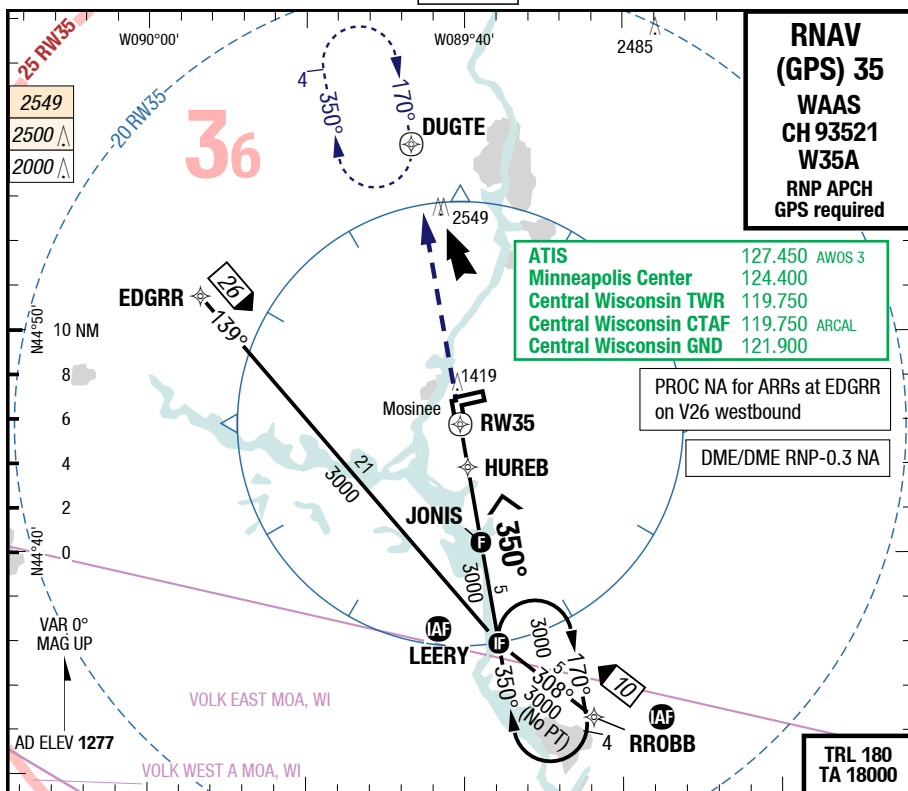 25 RW35
W090°00'
W089°40'
2485
RNAV
(GPS) 35
WAAS
CH 93521
W35A
RNP APCH
GPS required
2549
2500
2000
20 RW35
36
4
350°
170°
DUGTE
2549
ATIS 127.450 AWOS 3
Minneapolis Center 124.400
Central Wisconsin TWR 119.750
Central Wisconsin CTAF 119.750 ARCAL
Central Wisconsin GND 121.900
EDGRR
26
139°
N44°50'
10 NM
8
6
4
2
0
N44°40'
1419
Mosinee
RW35
HUREB
PROC NA for ARRs at EDGRR
on V26 westbound
DME/DME RNP-0.3 NA
21
3000
JONIS
F
350°
3000
5
VAR 0°
MAG UP
IAF
LEERY
IF
3000
5
170°
308°
3000
(No PT)
350°
10
4
IAF
RROBB
VOLK EAST MOA, WI
AD ELEV 1277
VOLK WEST A MOA, WI
TRL 180
TA 18000